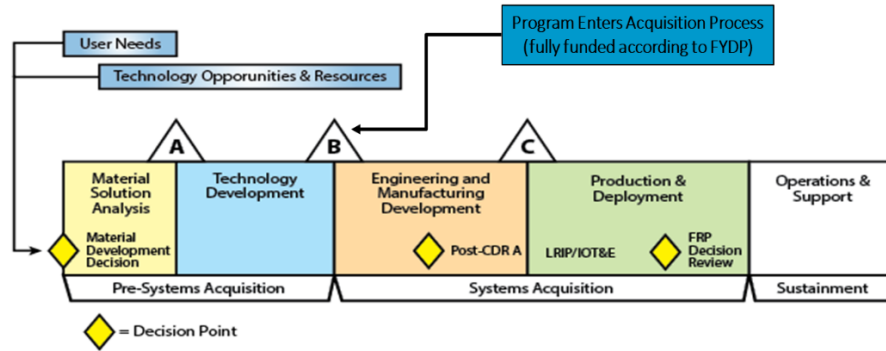 Program Enters Acquisition Process
(fully funded according to FYDP)
User Needs
Technology Opporunities & Resources
A
B
C
Material
Solution
Analysis
Technology
Development
Engineering and
Manufacturing
Development
Production &
Deployment
Operations &
Support
Material
Development
Decision
Post-CDR A
LRIP/IOT&E
FRP
Decision
Review
Pre-Systems Acquisition
Systems Acquisition
Sustainment
= Decision Point